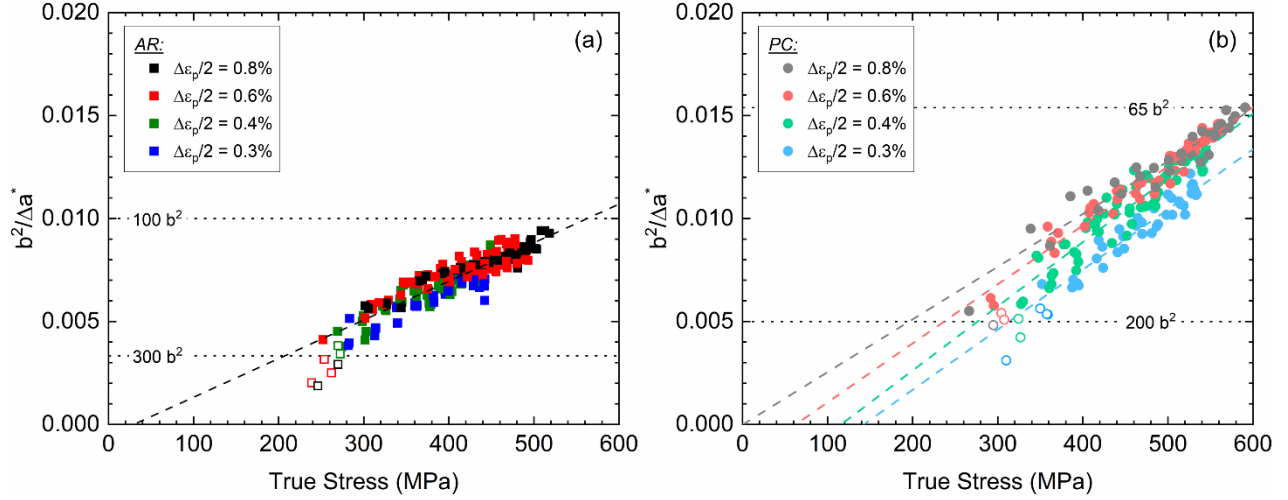 (a)
AR:
Δεp/2 = 0.8%
Δεp/2 = 0.6%
Δεp/2 = 0.4%
Δεp/2 = 0.3%
0.020
0.015
0.010
0.005
0.000
b²/Δa*
100 b²
300 b²
0 100 200 300 400 500 600
True Stress (MPa)
(b)
PC:
Δεp/2 = 0.8%
Δεp/2 = 0.6%
Δεp/2 = 0.4%
Δεp/2 = 0.3%
0.020
0.015
0.010
0.005
0.000
b²/Δa*
65 b²
200 b²
0 100 200 300 400 500 600
True Stress (MPa)